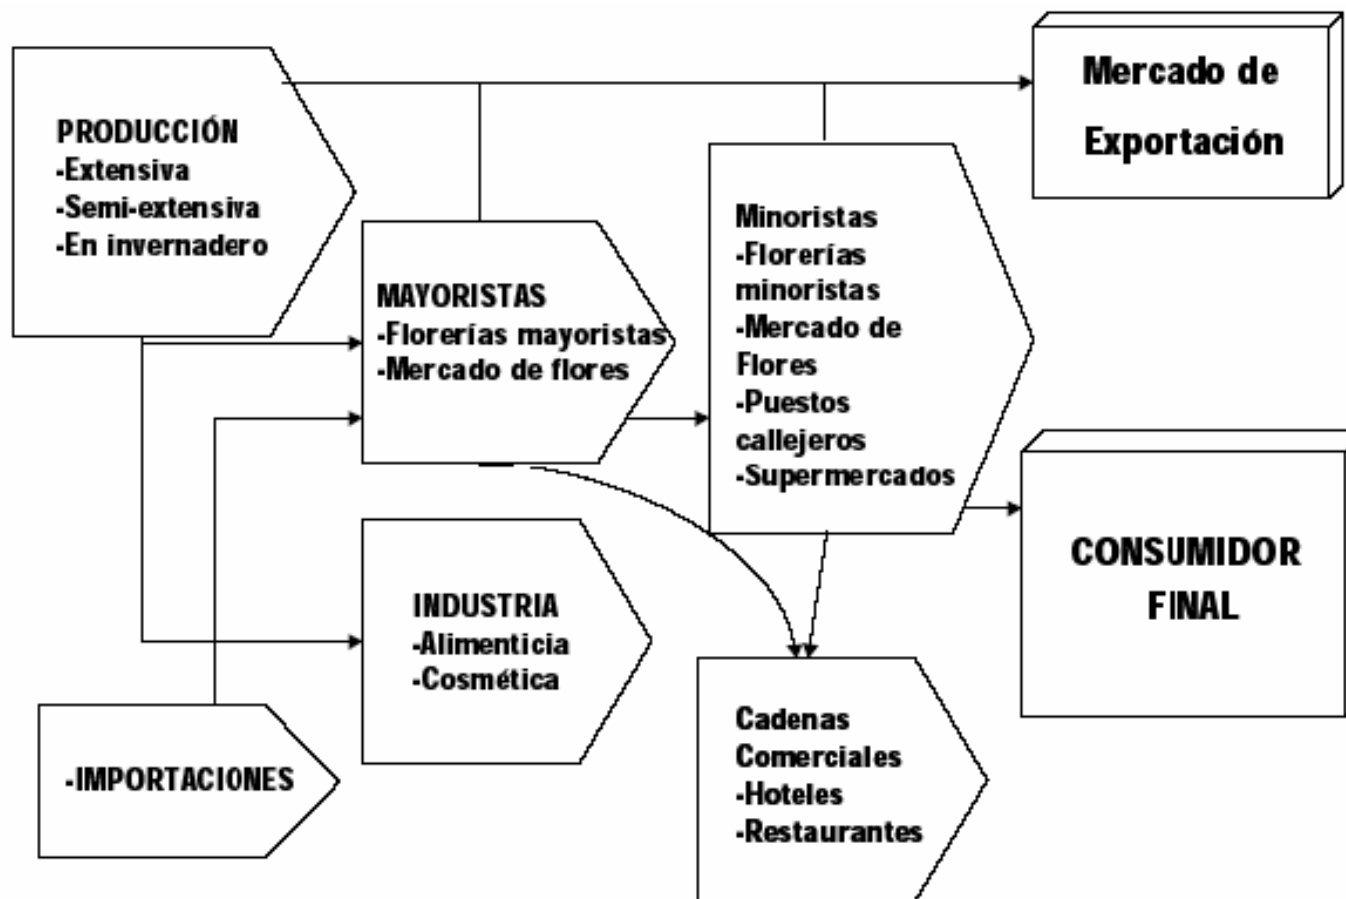 PRODUCCIÓN
-Extensiva
-Semi-extensiva
-En invernadero
Mercado de
Exportación
MAYORISTAS
-Florerías mayoristas
-Mercado de flores
Minoristas
-Florerías
minoristas
-Mercado de
Flores
-Puestos
callejeros
-Supermercados
INDUSTRIA
-Alimenticia
-Cosmética
CONSUMIDOR
FINAL
-IMPORTACIONES
Cadenas
Comerciales
-Hoteles
-Restaurantes